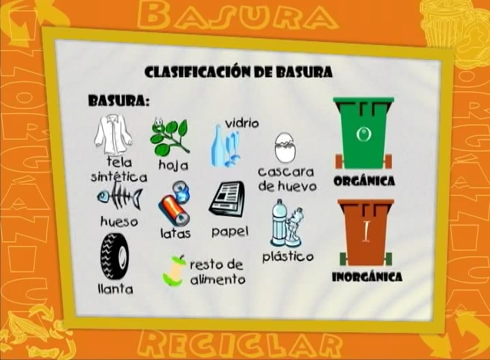 BASURA
CLASIFICACIÓN DE BASURA
BASURA:
tela
sintética
hoja
vidrio
cascara
de huevo
O
ORGÁNICA
hueso
latas
papel
plástico
I
INORGÁNICA
llanta
resto de
alimento
RECICLAR